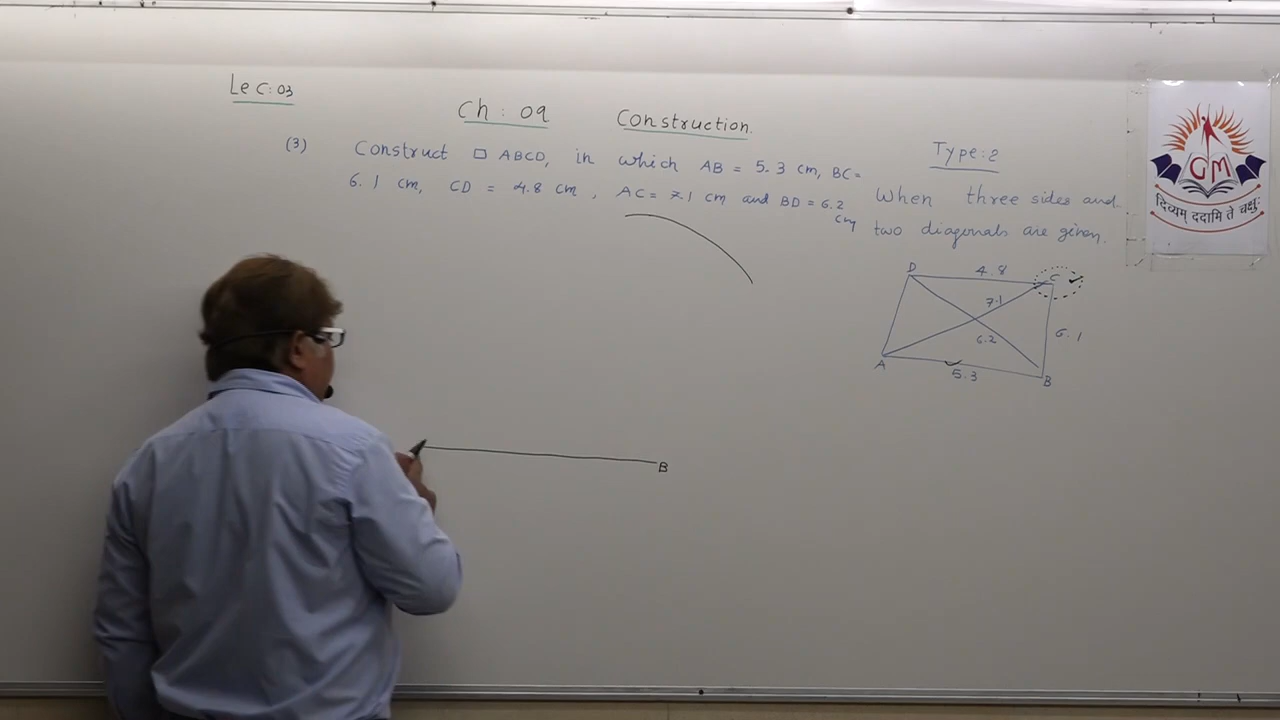 Lec:03
Ch: 09 Construction.
(3) Construct □ ABCD, in which AB = 5.3 cm, BC=
6.1 cm, CD = 4.8 cm, AC= 7.1 cm and BD = 6.2
cm
Type:2
When three sides and
two diagonals are given.
D 4.8 C
7.1
6.2
6.1
A 5.3 B
B
GM
दिव्यम् ददामि ते चक्षुः